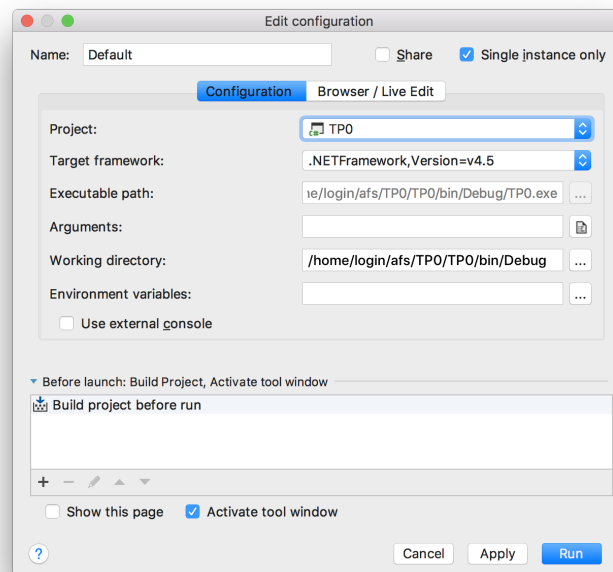 Edit configuration
Name: Default Share Single instance only
Configuration Browser / Live Edit
Project: TP0
Target framework: .NETFramework,Version=v4.5
Executable path: ne/login/afs/TP0/TP0/bin/Debug/TP0.exe ...
Arguments:
Working directory: /home/login/afs/TP0/TP0/bin/Debug ...
Environment variables: ...
Use external console
Before launch: Build Project, Activate tool window
Build project before run
Show this page Activate tool window
? Cancel Apply Run